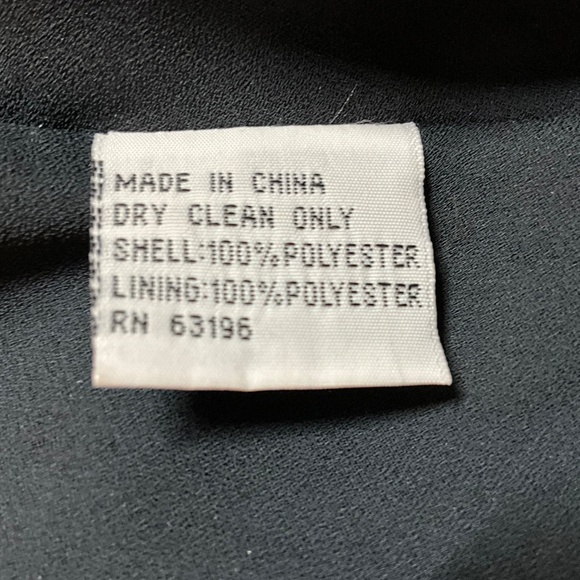 MADE IN CHINA
DRY CLEAN ONLY
SHELL:100%POLYESTER
LINING:100%POLYESTER
RN 63196